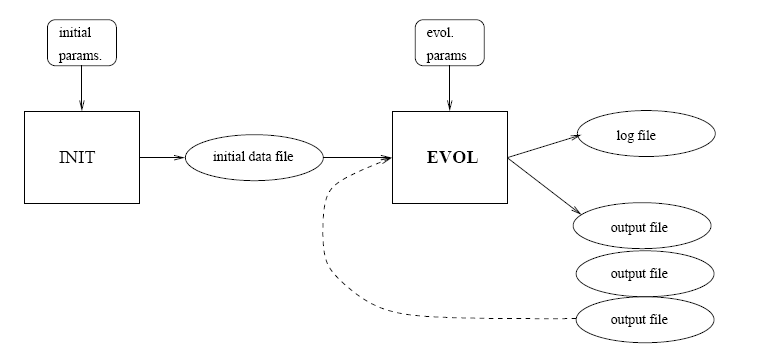 initial
params.
evol.
params
INIT
initial data file
EVOL
log file
output file
output file
output file